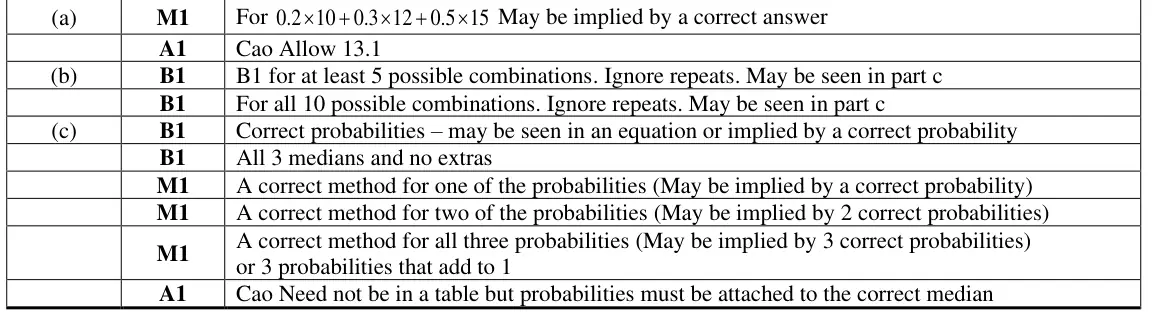 (a) M1 For 0.2×10+0.3×12+0.5×15 May be implied by a correct answer
A1 Cao Allow 13.1
(b) B1 B1 for at least 5 possible combinations. Ignore repeats. May be seen in part c
B1 For all 10 possible combinations. Ignore repeats. May be seen in part c
(c) B1 Correct probabilities – may be seen in an equation or implied by a correct probability
B1 All 3 medians and no extras
M1 A correct method for one of the probabilities (May be implied by a correct probability)
M1 A correct method for two of the probabilities (May be implied by 2 correct probabilities)
M1 A correct method for all three probabilities (May be implied by 3 correct probabilities)
or 3 probabilities that add to 1
A1 Cao Need not be in a table but probabilities must be attached to the correct median